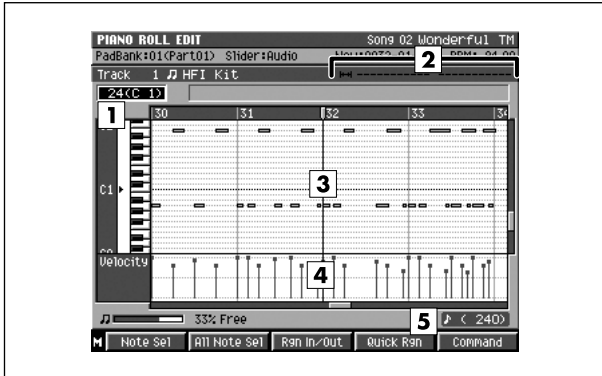 PIANO ROLL EDIT Song 02 Wonderful TM
PadBank:01(Part01) Slider:Audio
2
Track 1 HFI Kit
24(C 1)
1
30 31 32 33
C1
3
Velocity
4
33% Free 5 ( 240)
M Note Sel All Note Sel Rgn In/Out Quick Rgn Command